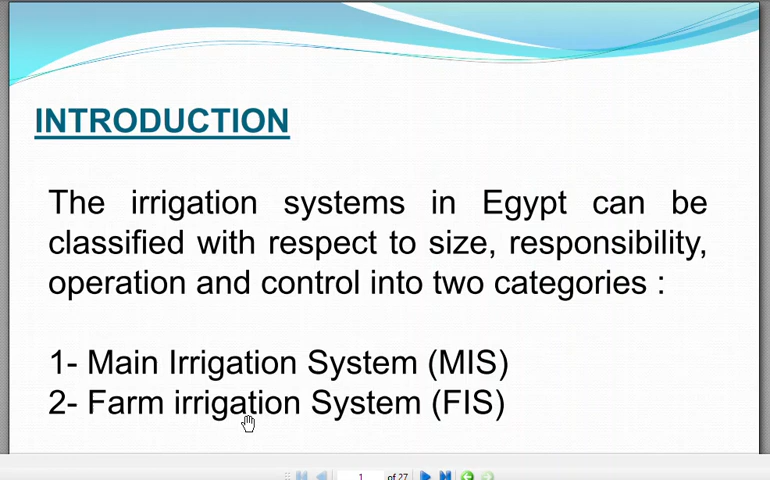 INTRODUCTION
The irrigation systems in Egypt can be
classified with respect to size, responsibility,
operation and control into two categories :
1- Main Irrigation System (MIS)
2- Farm irrigation System (FIS)
1 of 27